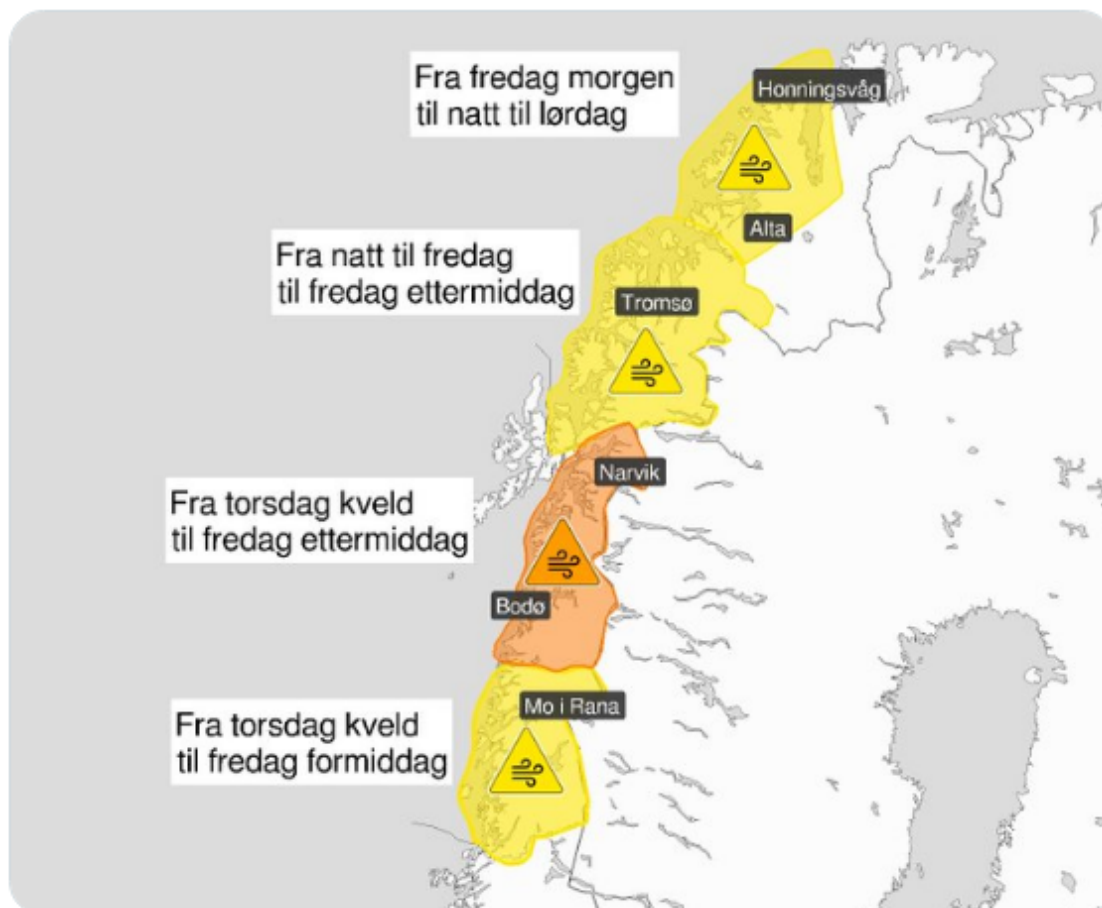 Fra fredag morgen
til natt til lørdag
Honningsvåg
Alta
Fra natt til fredag
til fredag ettermiddag
Tromsø
Narvik
Fra torsdag kveld
til fredag ettermiddag
Bodø
Mo i Rana
Fra torsdag kveld
til fredag formiddag